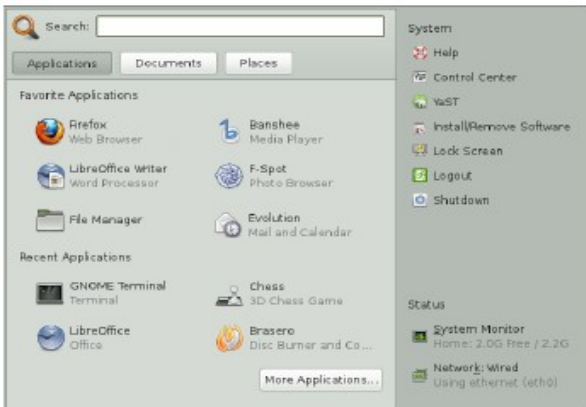 Search:
Applications
Documents
Places
Favorite Applications
Firefox
Web Browser
Banshee
Media Player
LibreOffice Writer
Word Processor
F-Spot
Photo Browser
File Manager
Evolution
Mail and Calendar
Recent Applications
GNOME Terminal
Terminal
Chess
3D Chess Game
LibreOffice
Office
Brasero
Disc Burner and Co...
More Applications...
System
Help
Control Center
YaST
Install/Remove Software
Lock Screen
Logout
Shutdown
Status
System Monitor
Home: 2.0G Free / 2.2G
Network: Wired
Using ethernet (eth0)